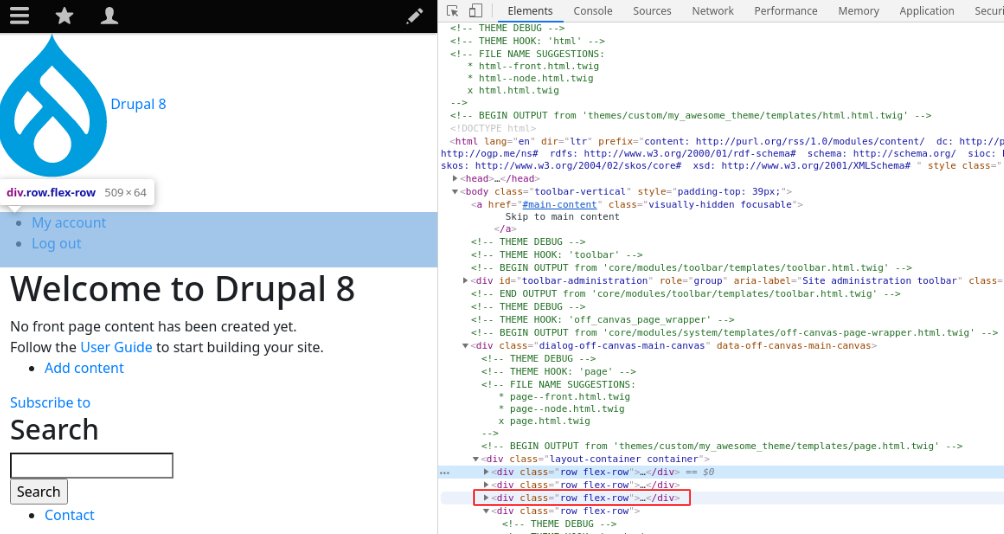 Drupal 8
div.row.flex-row 509 × 64
My account
Log out
Welcome to Drupal 8
No front page content has been created yet.
Follow the User Guide to start building your site.
Add content
Subscribe to
Search
Search
Contact
Elements Console Sources Network Performance Memory Application Securi
<!-- THEME DEBUG -->
<!-- THEME HOOK: 'html' -->
<!-- FILE NAME SUGGESTIONS:
* html--front.html.twig
* html--node.html.twig
x html.html.twig
-->
<!-- BEGIN OUTPUT from 'themes/custom/my_awesome_theme/templates/html.html.twig' -->
<!DOCTYPE html>
<html lang="en" dir="ltr" prefix="content: http://purl.org/rss/1.0/modules/content/  dc: http://p
http://ogp.me/ns#  rdfs: http://www.w3.org/2000/01/rdf-schema#  schema: http://schema.org/  sioc: h
skos: http://www.w3.org/2004/02/skos/core#  xsd: http://www.w3.org/2001/XMLSchema# " style class=
<head>…</head>
<body class="toolbar-vertical" style="padding-top: 39px;">
<a href="#main-content" class="visually-hidden focusable">
Skip to main content
</a>
<!-- THEME DEBUG -->
<!-- THEME HOOK: 'toolbar' -->
<!-- BEGIN OUTPUT from 'core/modules/toolbar/templates/toolbar.html.twig' -->
<div id="toolbar-administration" role="group" aria-label="Site administration toolbar" class=
<!-- END OUTPUT from 'core/modules/toolbar/templates/toolbar.html.twig' -->
<!-- THEME DEBUG -->
<!-- THEME HOOK: 'off_canvas_page_wrapper' -->
<!-- BEGIN OUTPUT from 'core/modules/system/templates/off-canvas-page-wrapper.html.twig' -->
<div class="dialog-off-canvas-main-canvas" data-off-canvas-main-canvas>
<!-- THEME DEBUG -->
<!-- THEME HOOK: 'page' -->
<!-- FILE NAME SUGGESTIONS:
* page--front.html.twig
* page--node.html.twig
x page.html.twig
-->
<!-- BEGIN OUTPUT from 'themes/custom/my_awesome_theme/templates/page.html.twig' -->
<div class="layout-container container">
<div class="row flex-row">…</div> == $0
<div class="row flex-row">…</div>
<div class="row flex-row">…</div>
<div class="row flex-row">
<!-- THEME DEBUG -->